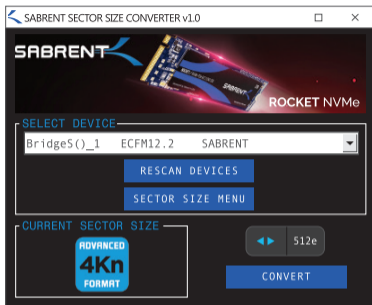 SABRENT SECTOR SIZE CONVERTER v1.0
SABRENT
SABRENT
ROCKET NVMe
SELECT DEVICE
BridgeS()_1 ECFM12.2 SABRENT
RESCAN DEVICES
SECTOR SIZE MENU
CURRENT SECTOR SIZE
ADVANCED
4Kn
FORMAT
512e
CONVERT